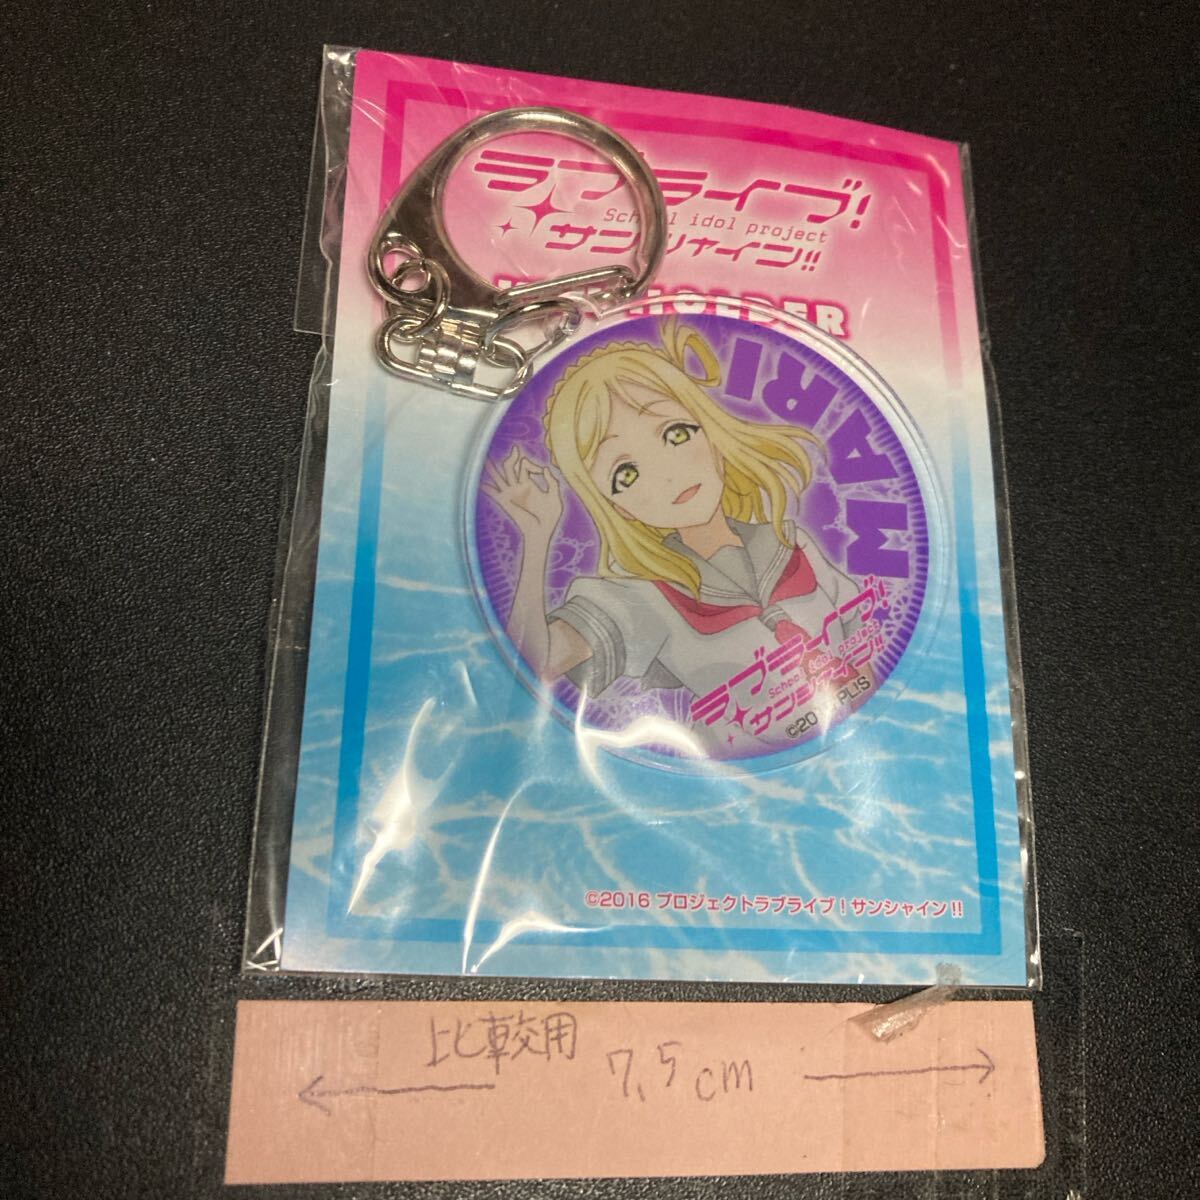 ラブライブ!
School idol project
サンシャイン!!
HOLDER
MARI
ラブライブ!
School idol project
サンシャイン!!
PLIS
©2016 プロジェクトラブライブ!サンシャイン!!
比較用
7.5cm